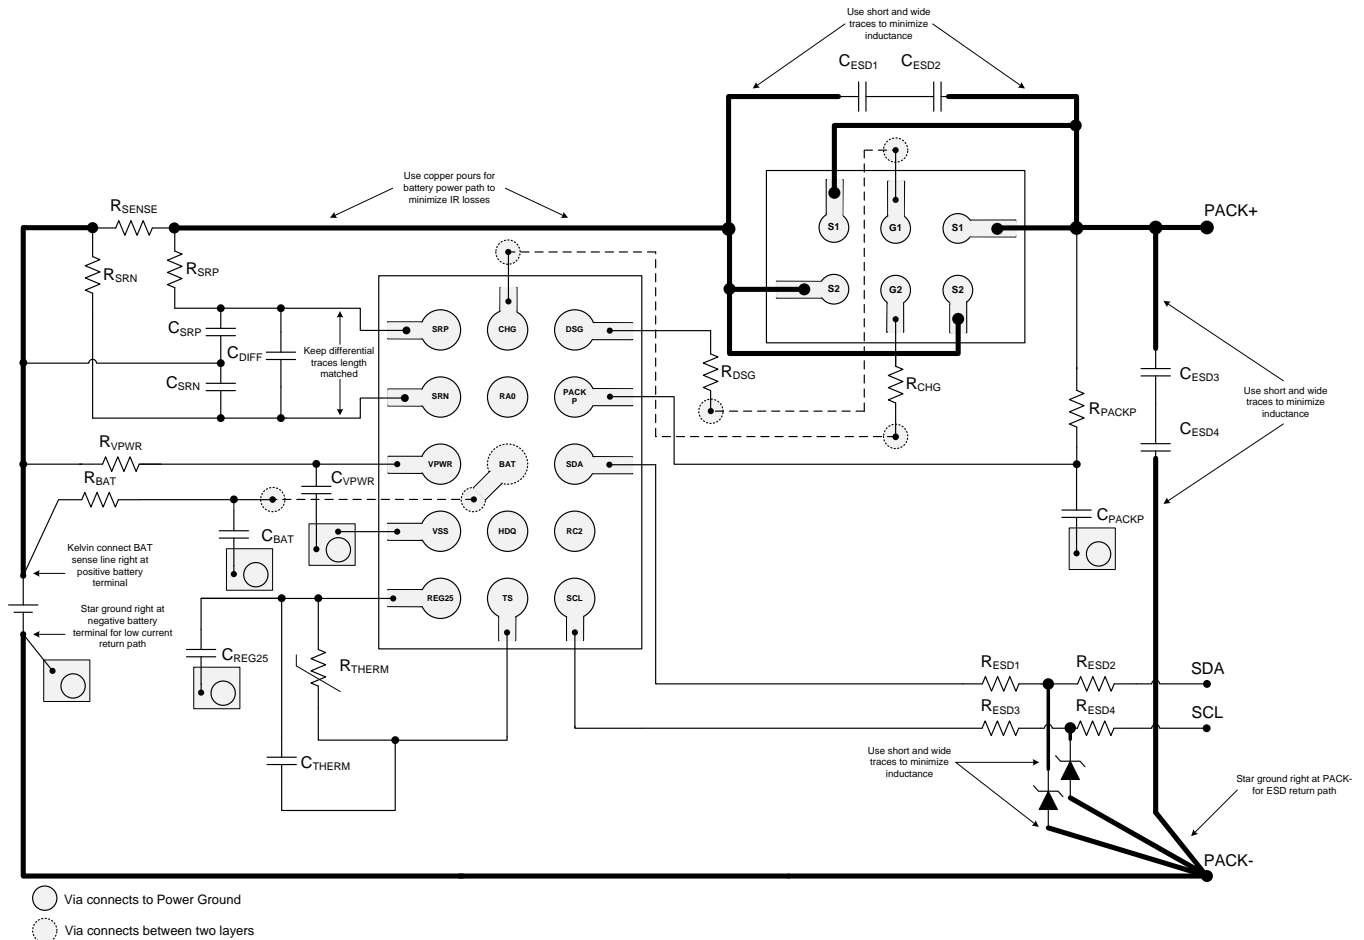 Use short and wide
traces to minimize
inductance
CESD1
CESD2
Use copper pours for
battery power path to
minimize IR losses
RSENSE
PACK+
S1
G1
S1
RSRN
RSRP
S2
G2
S2
CSRP
SRP
CHG
DSG
CDIFF
Keep differential
traces length
matched
RDSG
RCHG
CESD3
Use short and wide
traces to minimize
inductance
CSRN
SRN
RA0
PACK
P
RPACKP
CESD4
RVPWR
VPWR
BAT
SDA
RBAT
CVPWR
CPACKP
CBAT
VSS
HDQ
RC2
Kelvin connect BAT
sense line right at
positive battery
terminal
Star ground right at
negative battery
terminal for low current
return path
REG25
TS
SCL
CREG25
RTHERM
RESD1
RESD2
SDA
RESD3
RESD4
SCL
CTHERM
Use short and wide
traces to minimize
inductance
Star ground right at PACK-
for ESD return path
PACK-
Via connects to Power Ground
Via connects between two layers